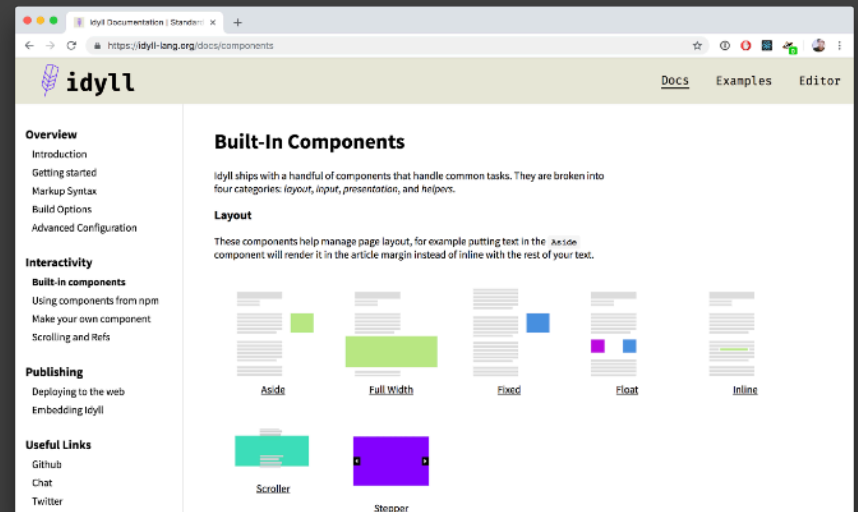 Idyll Documentation | Standard
https://idyll-lang.org/docs/components
idyll
Docs
Examples
Editor
Overview
Introduction
Getting started
Markup Syntax
Build Options
Advanced Configuration
Interactivity
Built-in components
Using components from npm
Make your own component
Scrolling and Refs
Publishing
Deploying to the web
Embedding Idyll
Useful Links
Github
Chat
Twitter
Built-In Components
Idyll ships with a handful of components that handle common tasks. They are broken into
four categories: layout, input, presentation, and helpers.
Layout
These components help manage page layout, for example putting text in the Aside
component will render it in the article margin instead of inline with the rest of your text.
Aside
Full Width
Fixed
Float
Inline
Scroller
Stepper